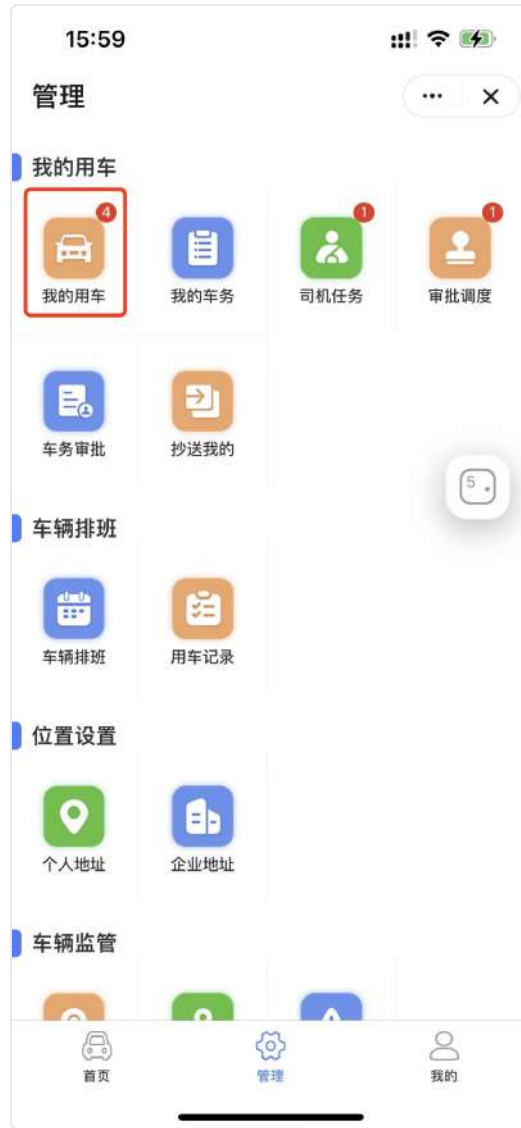 15:59
管理
我的用车
4
1
1
我的用车
我的车务
司机任务
审批调度
车务审批
抄送我的
5
车辆排班
车辆排班
用车记录
位置设置
个人地址
企业地址
车辆监管
首页
管理
我的